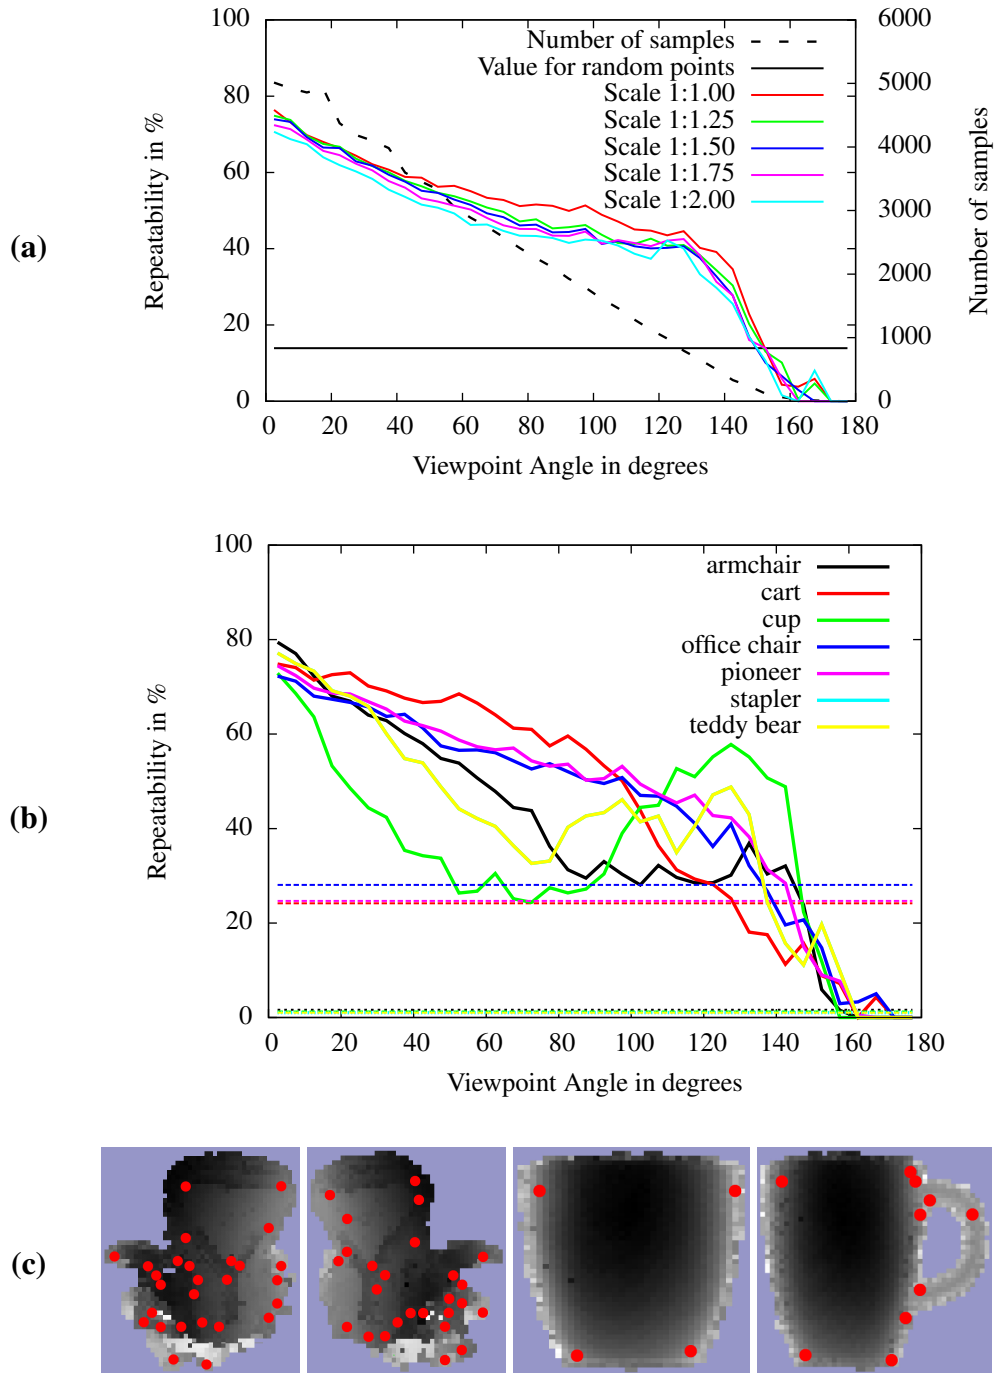 100
80
60
40
20
0
6000
5000
4000
3000
2000
1000
0
0 20 40 60 80 100 120 140 160 180
Repeatability in %
Number of samples
Viewpoint Angle in degrees
Number of samples
Value for random points
Scale 1:1.00
Scale 1:1.25
Scale 1:1.50
Scale 1:1.75
Scale 1:2.00
(a)
100
80
60
40
20
0
0 20 40 60 80 100 120 140 160 180
Repeatability in %
Viewpoint Angle in degrees
armchair
cart
cup
office chair
pioneer
stapler
teddy bear
(b)
(c)